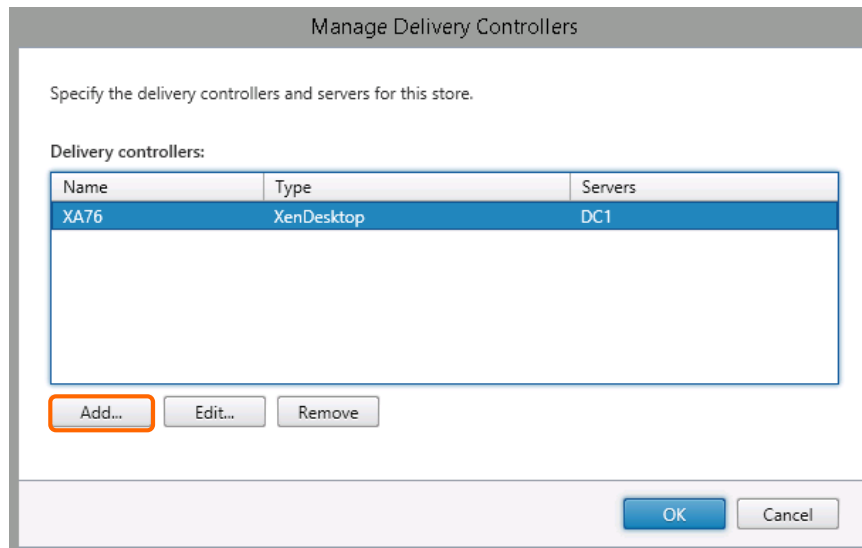 Manage Delivery Controllers
Specify the delivery controllers and servers for this store.
Delivery controllers:
Name Type Servers
XA76 XenDesktop DC1
Add... Edit... Remove
OK Cancel